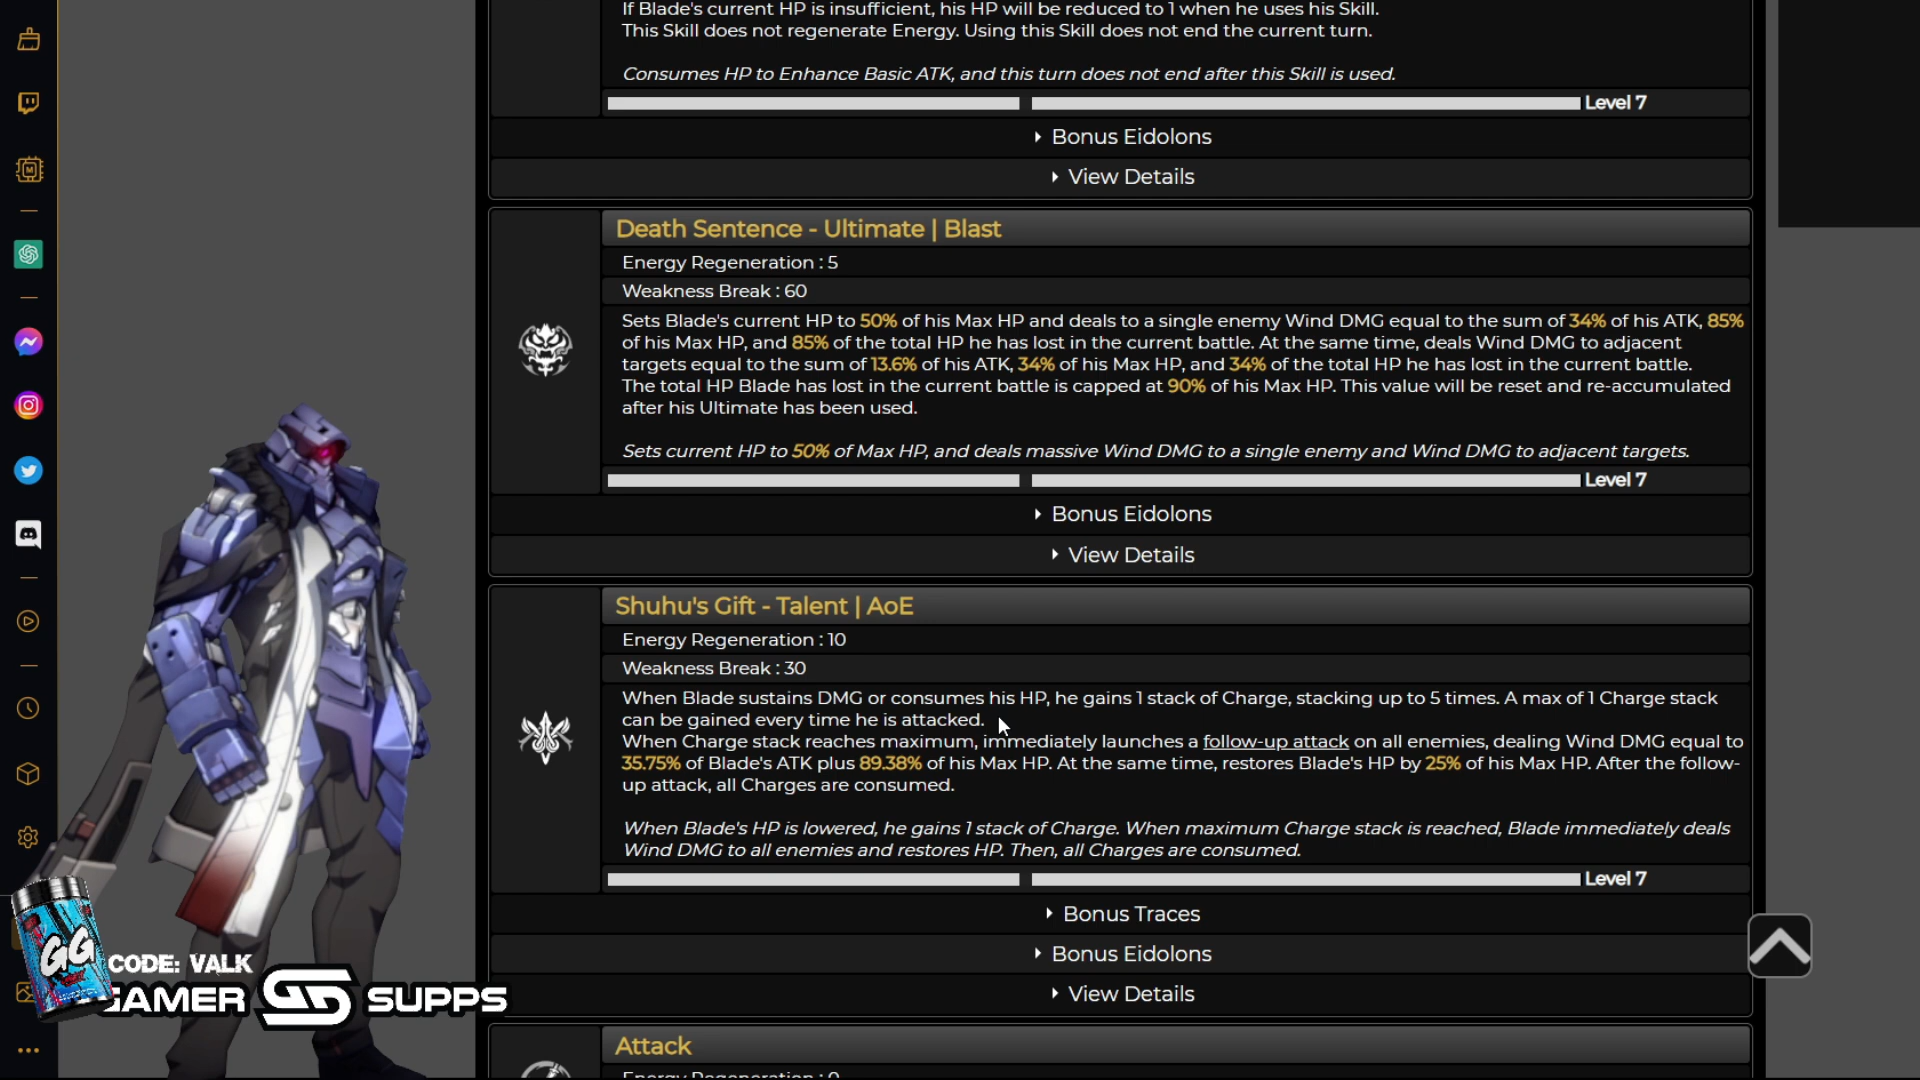 If Blade's current HP is insufficient, his HP will be reduced to 1 when he uses his Skill.
This Skill does not regenerate Energy. Using this Skill does not end the current turn.
Consumes HP to Enhance Basic ATK, and this turn does not end after this Skill is used.
Level 7
Bonus Eidolons
View Details
Death Sentence - Ultimate | Blast
Energy Regeneration : 5
Weakness Break : 60
Sets Blade's current HP to 50% of his Max HP and deals to a single enemy Wind DMG equal to the sum of 34% of his ATK, 85%
of his Max HP, and 85% of the total HP he has lost in the current battle. At the same time, deals Wind DMG to adjacent
targets equal to the sum of 13.6% of his ATK, 34% of his Max HP, and 34% of the total HP he has lost in the current battle.
The total HP Blade has lost in the current battle is capped at 90% of his Max HP. This value will be reset and re-accumulated
after his Ultimate has been used.
Sets current HP to 50% of Max HP, and deals massive Wind DMG to a single enemy and Wind DMG to adjacent targets.
Level 7
Bonus Eidolons
View Details
Shuhu's Gift - Talent | AoE
Energy Regeneration : 10
Weakness Break : 30
When Blade sustains DMG or consumes his HP, he gains 1 stack of Charge, stacking up to 5 times. A max of 1 Charge stack
can be gained every time he is attacked.
When Charge stack reaches maximum, immediately launches a follow-up attack on all enemies, dealing Wind DMG equal to
35.75% of Blade's ATK plus 89.38% of his Max HP. At the same time, restores Blade's HP by 25% of his Max HP. After the follow-
up attack, all Charges are consumed.
When Blade's HP is lowered, he gains 1 stack of Charge. When maximum Charge stack is reached, Blade immediately deals
Wind DMG to all enemies and restores HP. Then, all Charges are consumed.
Level 7
Bonus Traces
Bonus Eidolons
View Details
Attack
Energy Regeneration : 0
GG
CODE: VALK
GAMER SUPPS